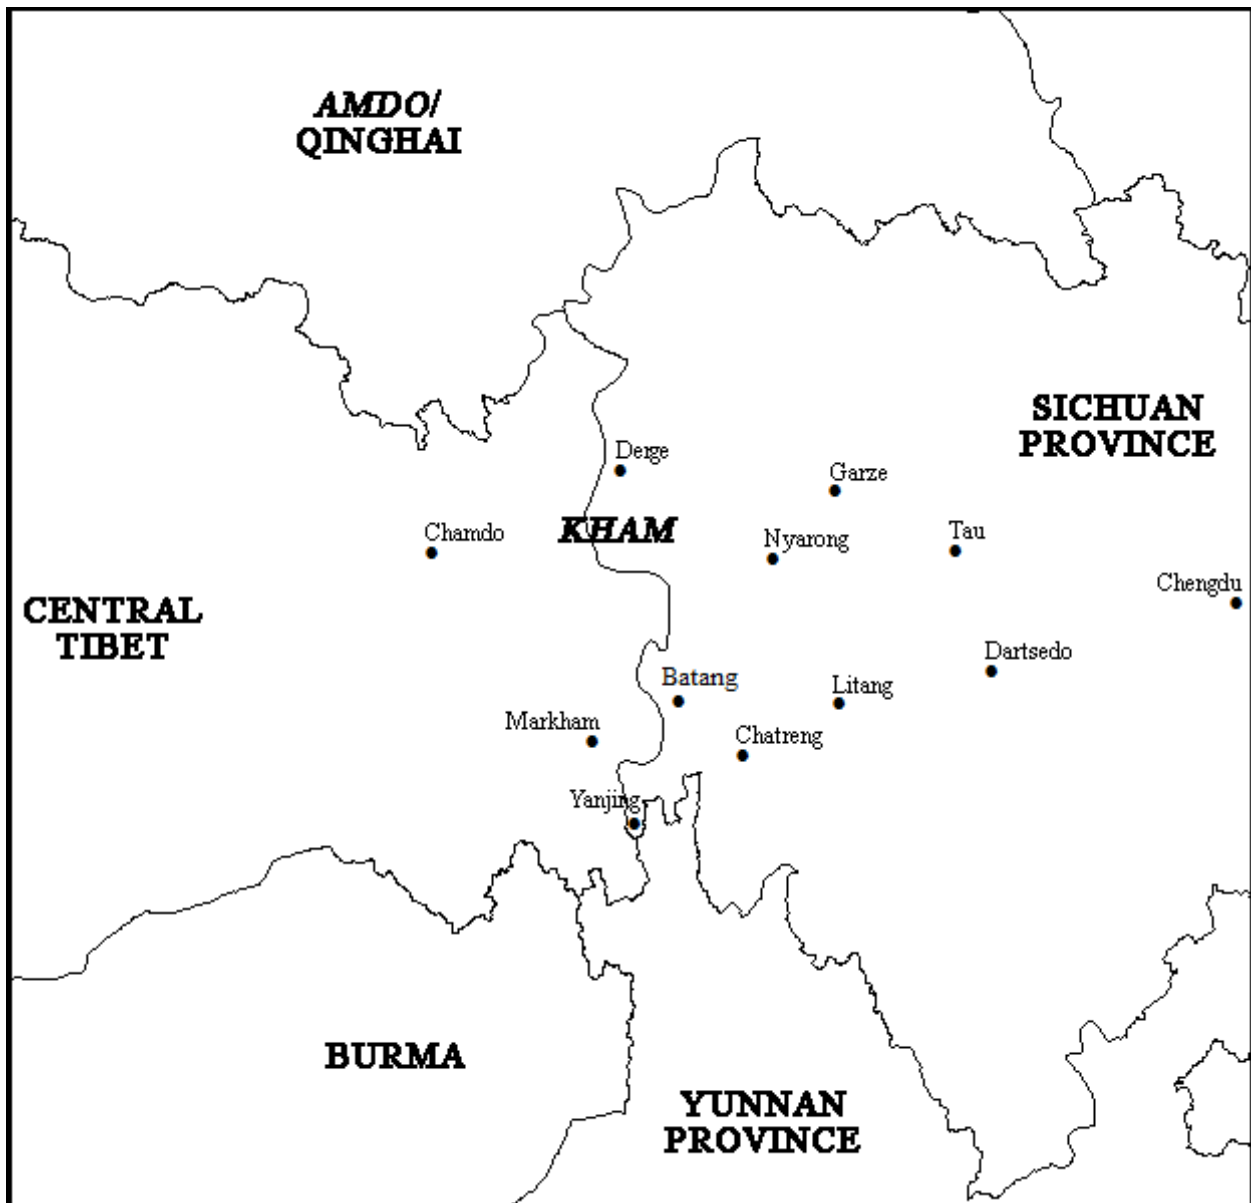 AMDO/
QINGHAI
SICHUAN
PROVINCE
Derge
Garze
KHAM
Chamdo
Nyarong
Tau
Chengdu
CENTRAL
TIBET
Dartsedo
Batang
Litang
Markham
Chatreng
Yanjing
BURMA
YUNNAN
PROVINCE